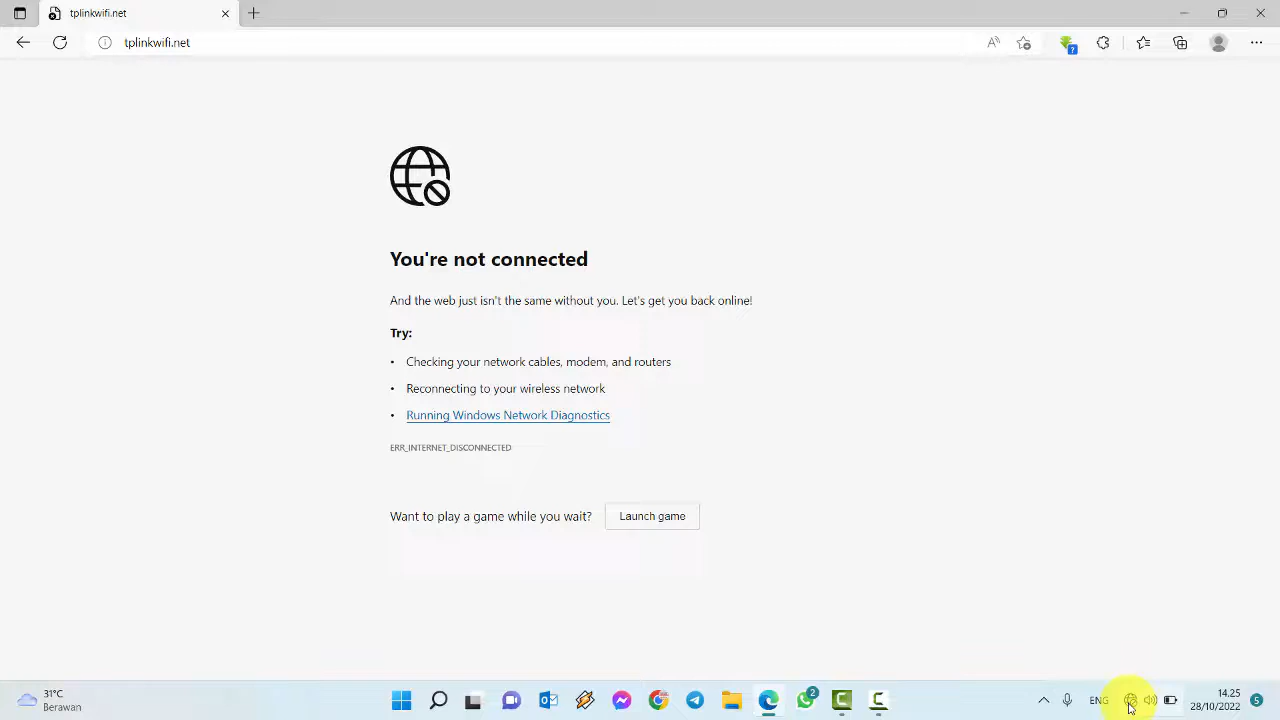 tplinkwifi.net
tplinkwifi.net
You're not connected
And the web just isn't the same without you. Let's get you back online!
Try:
• Checking your network cables, modem, and routers
• Reconnecting to your wireless network
• Running Windows Network Diagnostics
ERR_INTERNET_DISCONNECTED
Want to play a game while you wait? Launch game
31°C
Berawan
2
ENG
14.25
28/10/2022
5